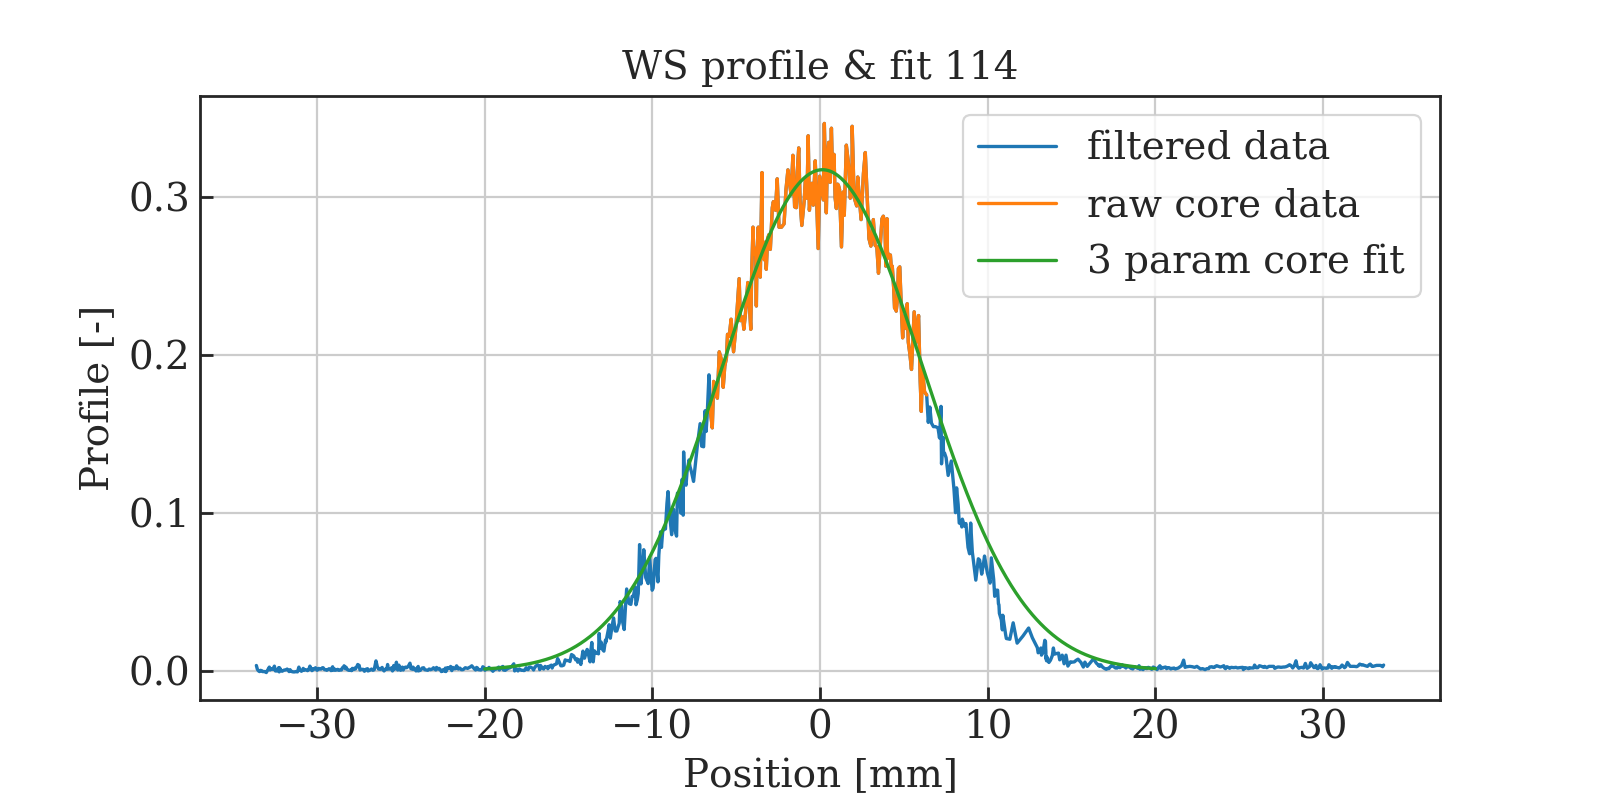 WS profile & fit 114
filtered data
raw core data
3 param core fit
Profile [-]
0.3
0.2
0.1
0.0
−30 −20 −10 0 10 20 30
Position [mm]